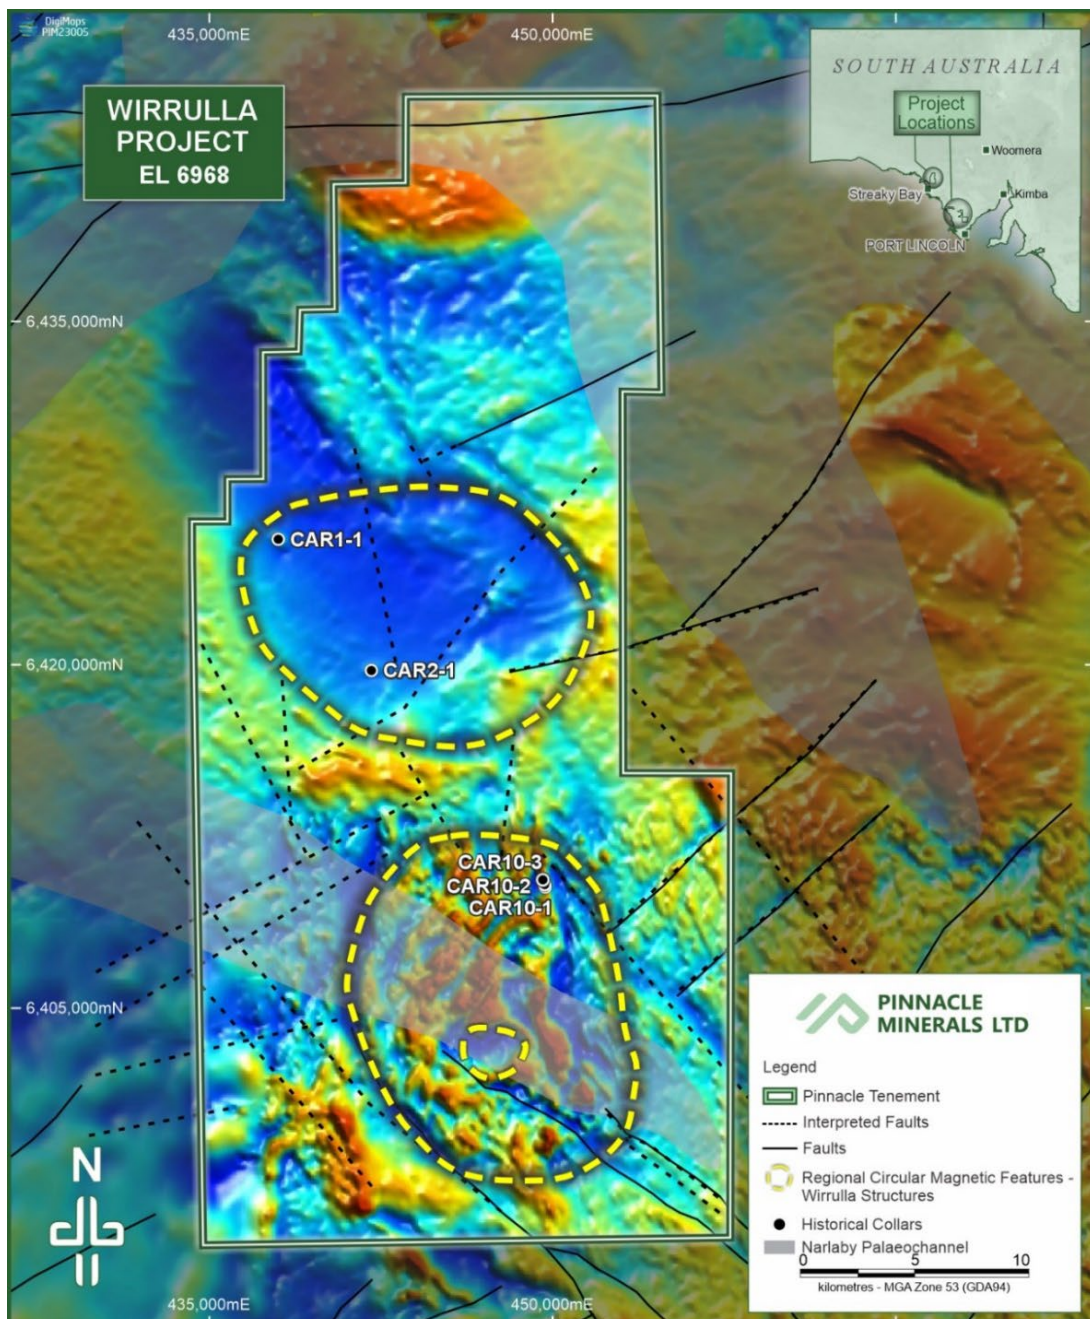 DigiMaps
PIM23005
435,000mE
450,000mE
WIRRULLA
PROJECT
EL 6968
SOUTH AUSTRALIA
Project
Locations
Woomera
Streaky Bay
Kimba
PORT LINCOLN
6,435,000mN
CAR1-1
6,420,000mN
CAR2-1
CAR10-3
CAR10-2
CAR10-1
6,405,000mN
N
435,000mE
450,000mE
PINNACLE
MINERALS LTD
Legend
Pinnacle Tenement
Interpreted Faults
Faults
Regional Circular Magnetic Features -
Wirrulla Structures
Historical Collars
Narlaby Palaeochannel
0 5 10
kilometres - MGA Zone 53 (GDA94)